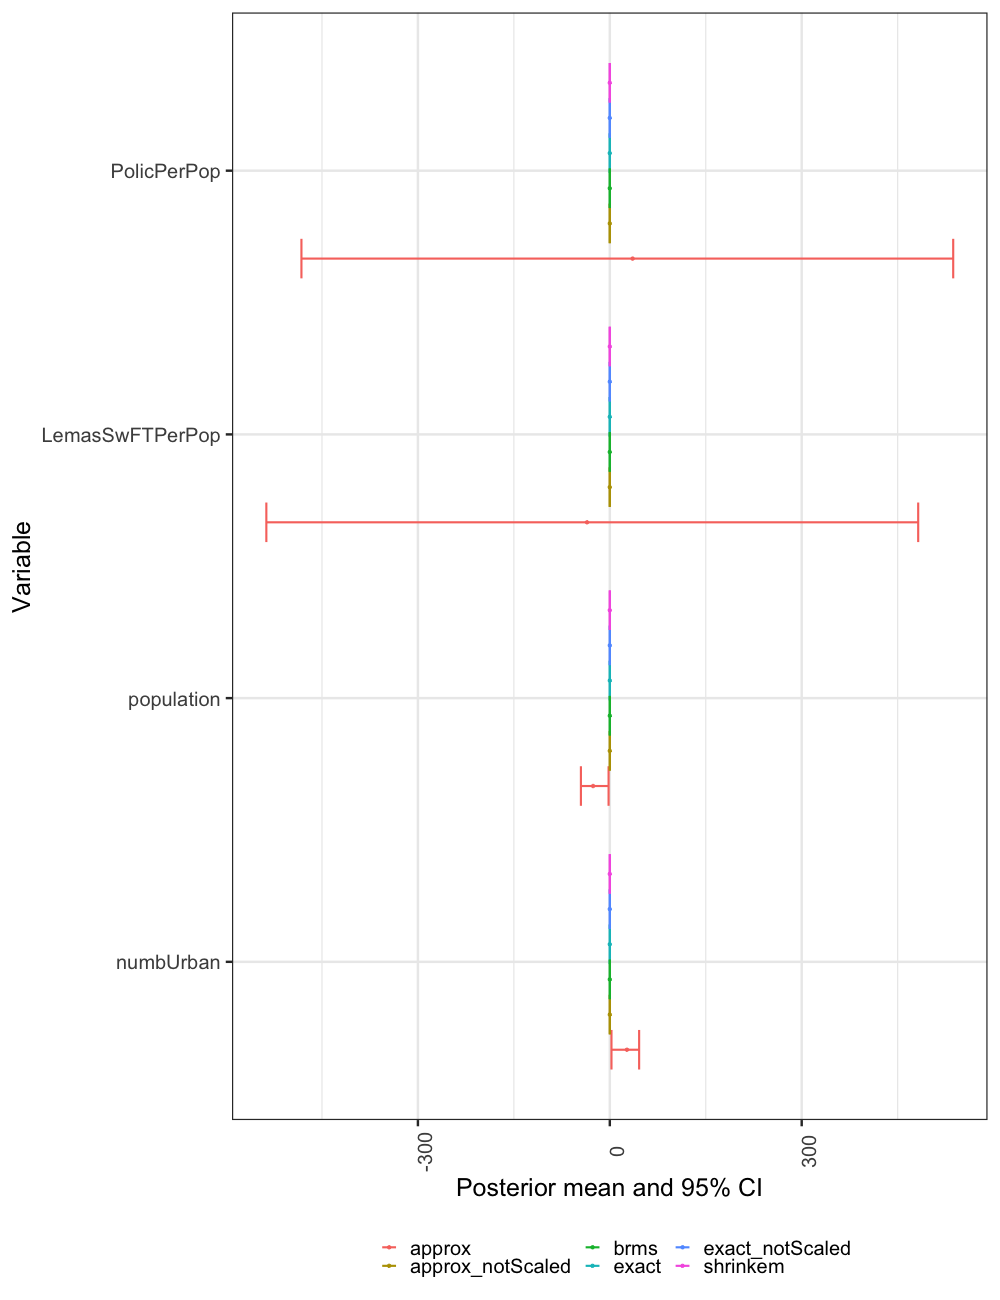 Variable
PolicPerPop
LemasSwFTPerPop
population
numbUrban
-300
0
300
Posterior mean and 95% CI
approx
brms
exact_notScaled
approx_notScaled
exact
shrinkem